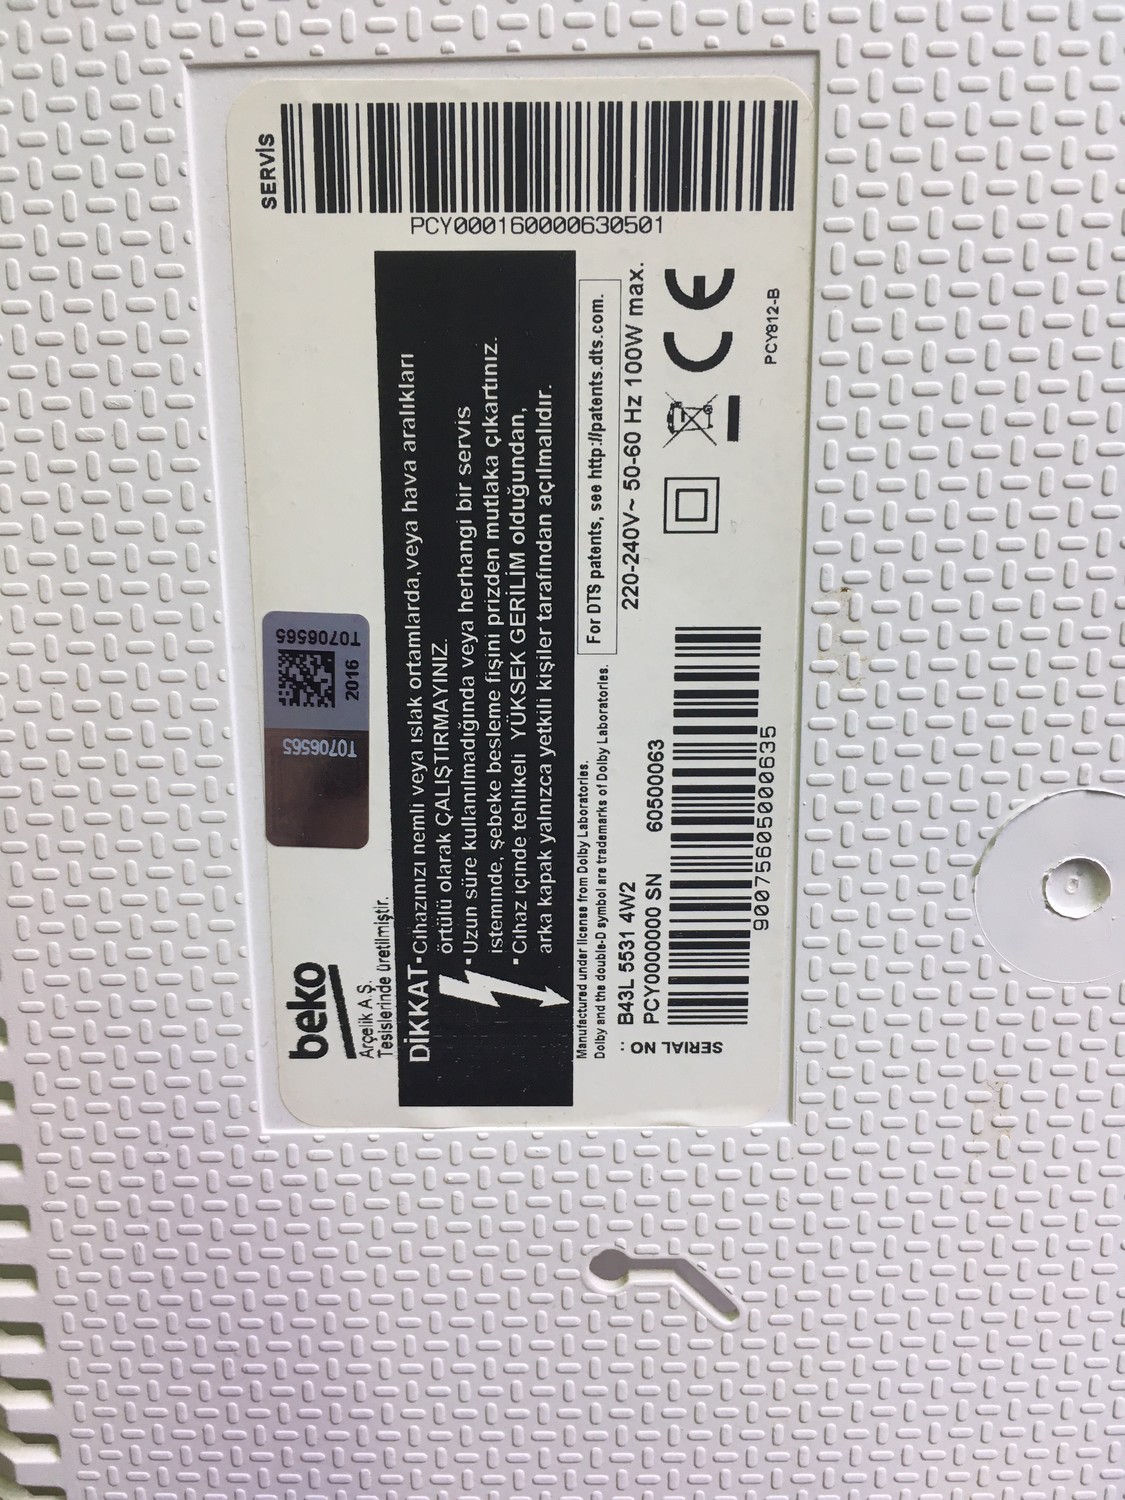 SERVİS
PCY000160000630501
T0706565
2016
T0706565
T0706565
T0706565
beko
Arçelik A.Ş.
Tesislerinde üretilmiştir.
DİKKAT
▪ Cihazınızı nemli veya ıslak ortamlarda,veya hava aralıkları
örtülü olarak ÇALIŞTIRMAYINIZ.
▪ Uzun süre kullanılmadığında veya herhangi bir servis
isteminde, şebeke besleme fişini prizden mutlaka çıkartınız.
▪ Cihaz içinde tehlikeli YÜKSEK GERİLİM olduğundan,
arka kapak yalnızca yetkili kişiler tarafından açılmalıdır.
Manufactured under license from Dolby Laboratories.
Dolby and the double-D symbol are trademarks of Dolby Laboratories.
For DTS patents, see http://patents.dts.com.
B43L 5531 4W2
220-240V~ 50-60 Hz 100W max.
PCY0000000 SN 60500063
SERIAL NO :
9007560500000635
CE
PCY812-B